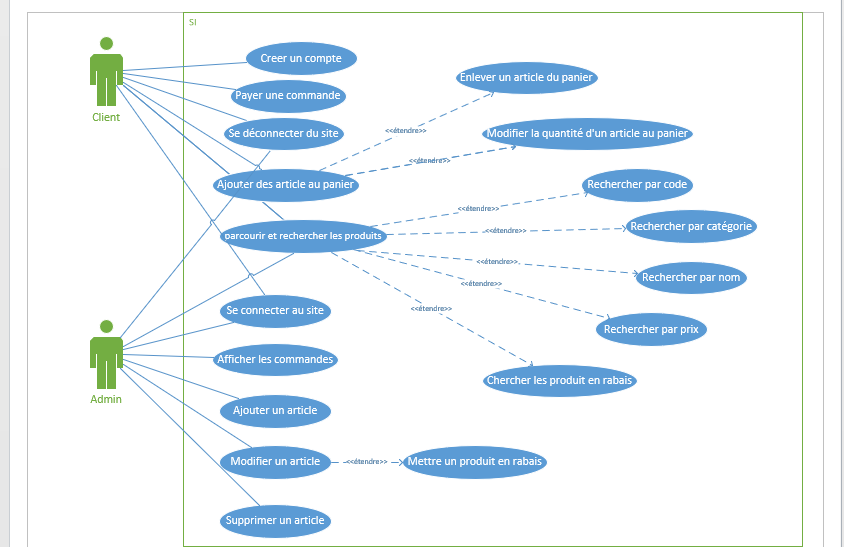 SI
Creer un compte
Enlever un article du panier
Payer une commande
Client
<<étendre>>
Se déconnecter du site
Modifier la quantité d'un article au panier
<<étendre>>
Ajouter des article au panier
Rechercher par code
<<étendre>>
Rechercher par catégorie
<<étendre>>
parcourir et rechercher les produits
<<étendre>>
Rechercher par nom
<<étendre>>
Se connecter au site
<<étendre>>
Rechercher par prix
Afficher les commandes
Chercher les produit en rabais
Admin
Ajouter un article
Modifier un article
<<étendre>>
Mettre un produit en rabais
Supprimer un article